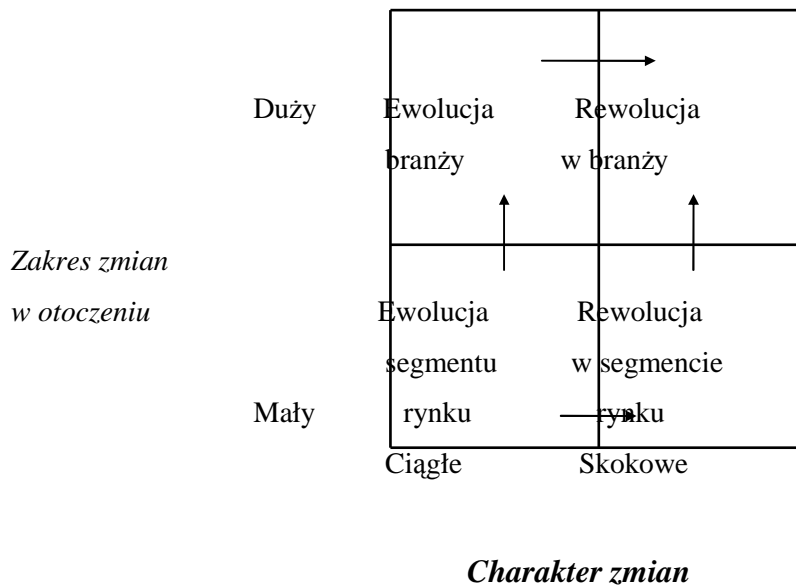 Duży Ewolucja Rewolucja
branży w branży
Zakres zmian
w otoczeniu Ewolucja Rewolucja
segmentu w segmencie
Mały rynku rynku
Ciągłe Skokowe
Charakter zmian